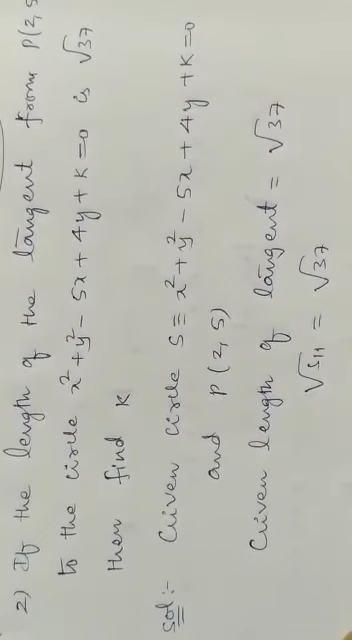 2) If the length of the tangent from P(2, 5
to the circle x²+y²-5x+4y+K=0 is √37
then find K
Sol:- Given circle S≡x²+y²-5x+4y+K=0
and P(2, 5)
Given length of tangent = √37
√S₁₁ = √37